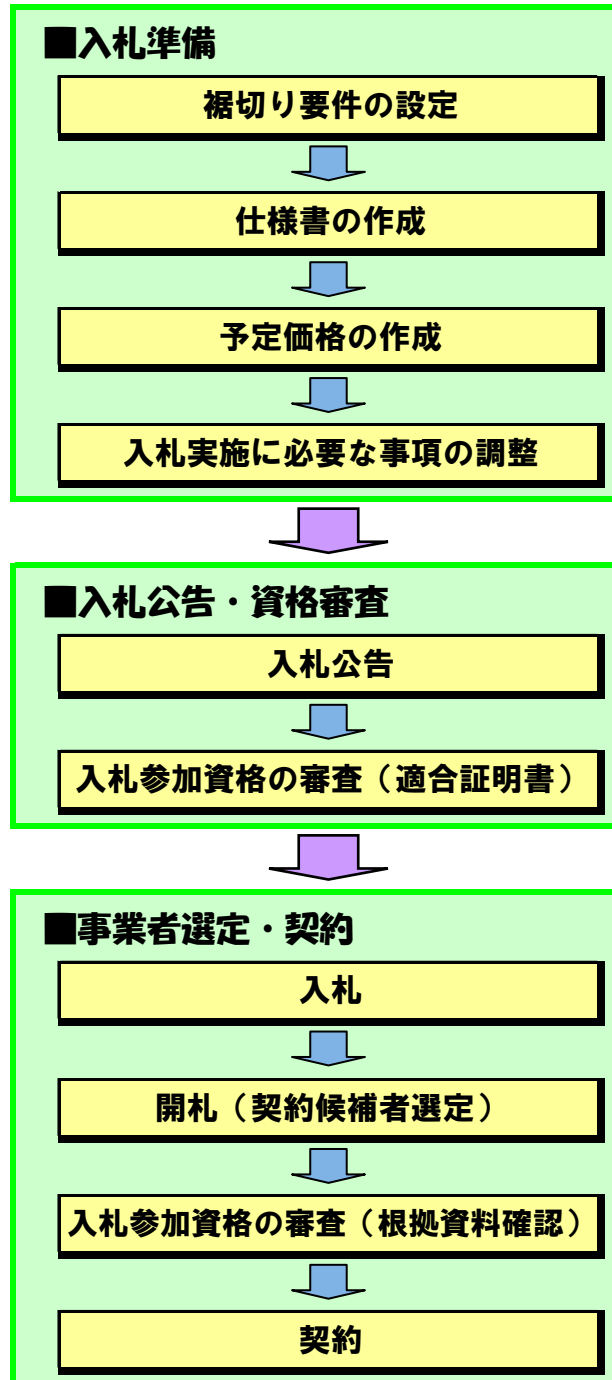 ■入札準備
裾切り要件の設定
仕様書の作成
予定価格の作成
入札実施に必要な事項の調整
■入札公告・資格審査
入札公告
入札参加資格の審査（適合証明書）
■事業者選定・契約
入札
開札（契約候補者選定）
入札参加資格の審査（根拠資料確認）
契約